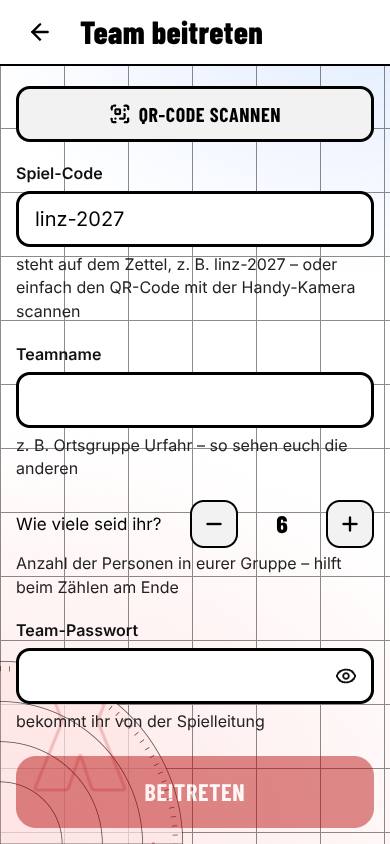 Team beitreten
QR-CODE SCANNEN
Spiel-Code
linz-2027
steht auf dem Zettel, z. B. linz-2027 – oder
einfach den QR-Code mit der Handy-Kamera
scannen
Teamname
z. B. Ortsgruppe Urfahr – so sehen euch die
anderen
Wie viele seid ihr?
6
Anzahl der Personen in eurer Gruppe – hilft
beim Zählen am Ende
Team-Passwort
bekommt ihr von der Spielleitung
BEITRETEN